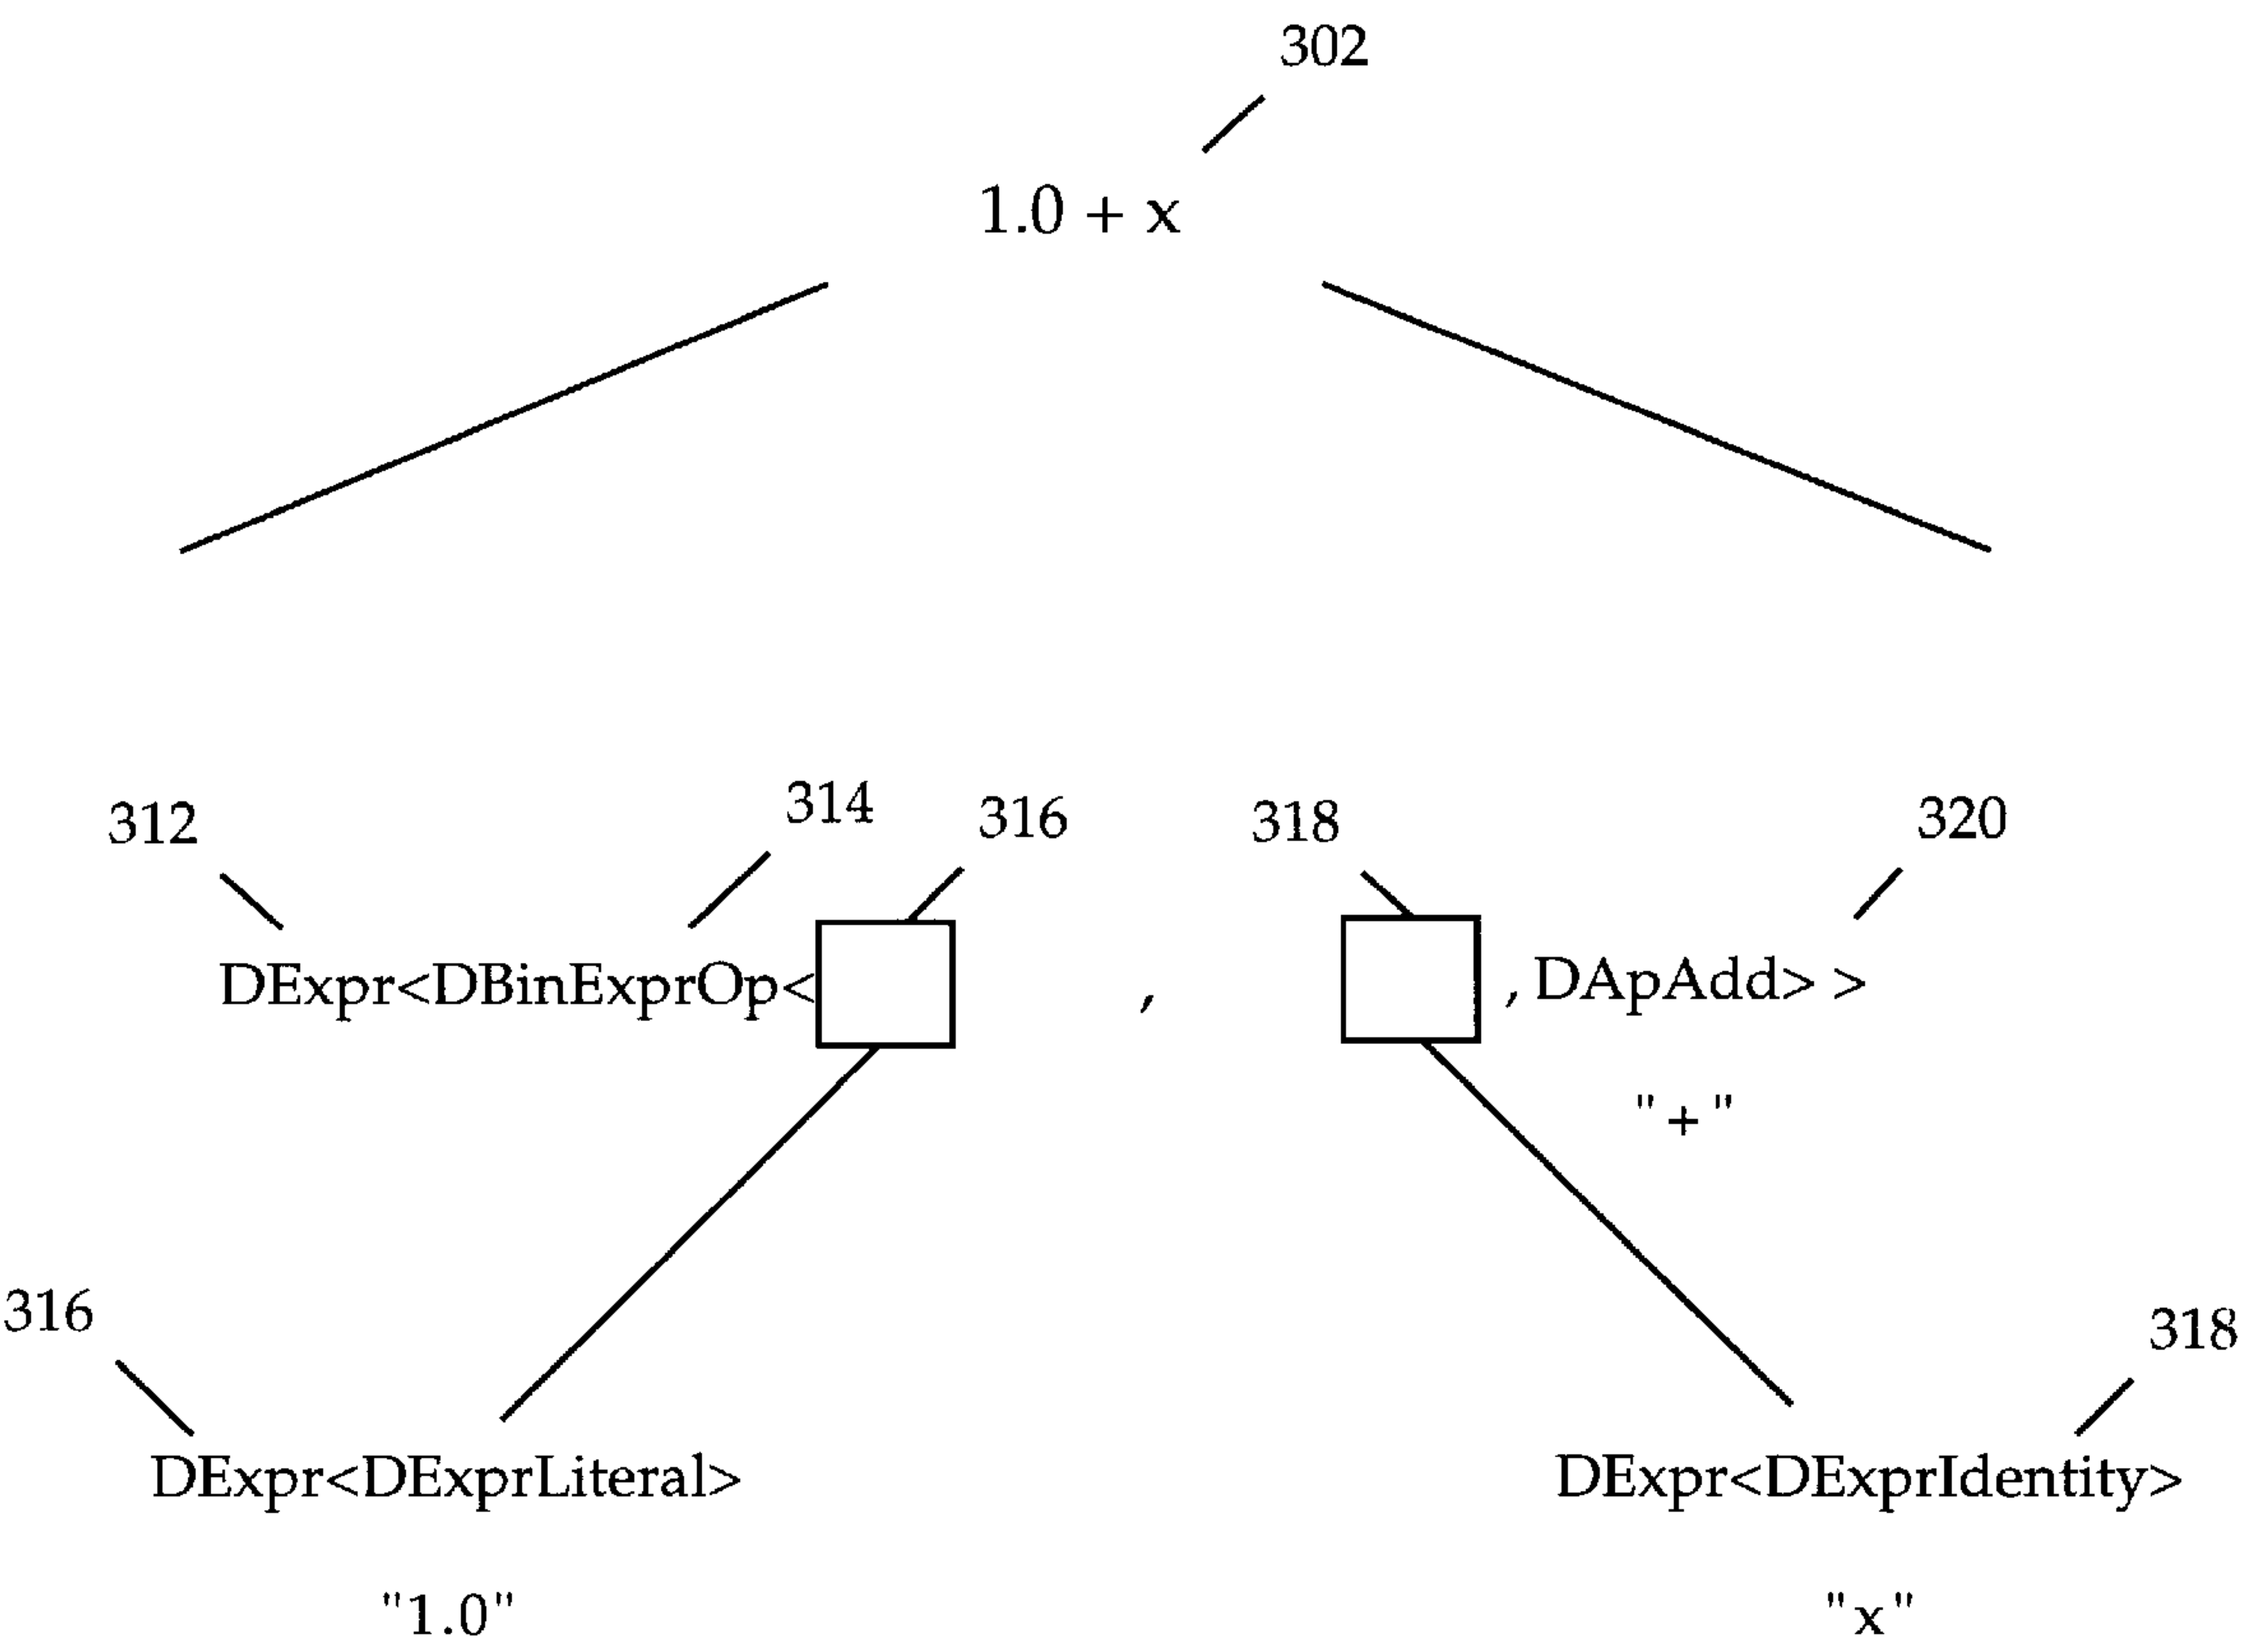 302
1.0 + x
312 314 316 318 320
DExpr<DBinExprOp< , , DApAdd> >
"+"
316 318
DExpr<DExprLiteral> DExpr<DExprIdentity>
"1.0" "x"